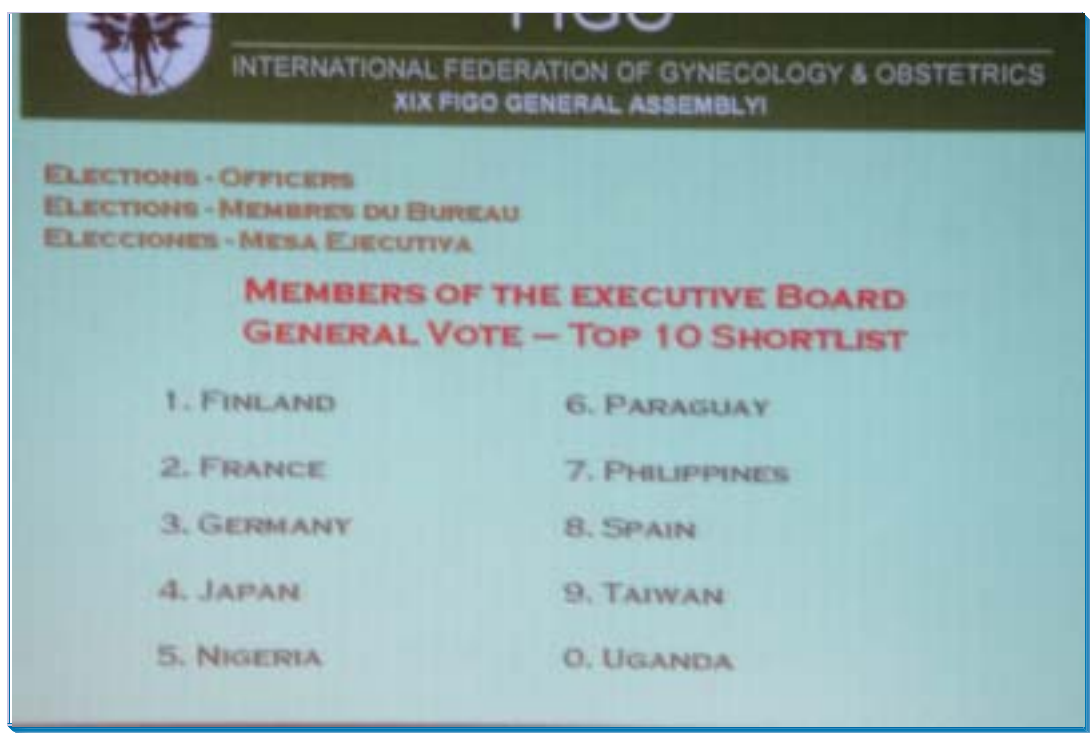 FIGO
INTERNATIONAL FEDERATION OF GYNECOLOGY & OBSTETRICS
XIX FIGO GENERAL ASSEMBLY!
ELECTIONS - OFFICERS
ELECTIONS - MEMBRES DU BUREAU
ELECCIONES - MESA EJECUTIVA
MEMBERS OF THE EXECUTIVE BOARD
GENERAL VOTE – TOP 10 SHORTLIST
1. FINLAND
2. FRANCE
3. GERMANY
4. JAPAN
5. NIGERIA
6. PARAGUAY
7. PHILIPPINES
8. SPAIN
9. TAIWAN
0. UGANDA